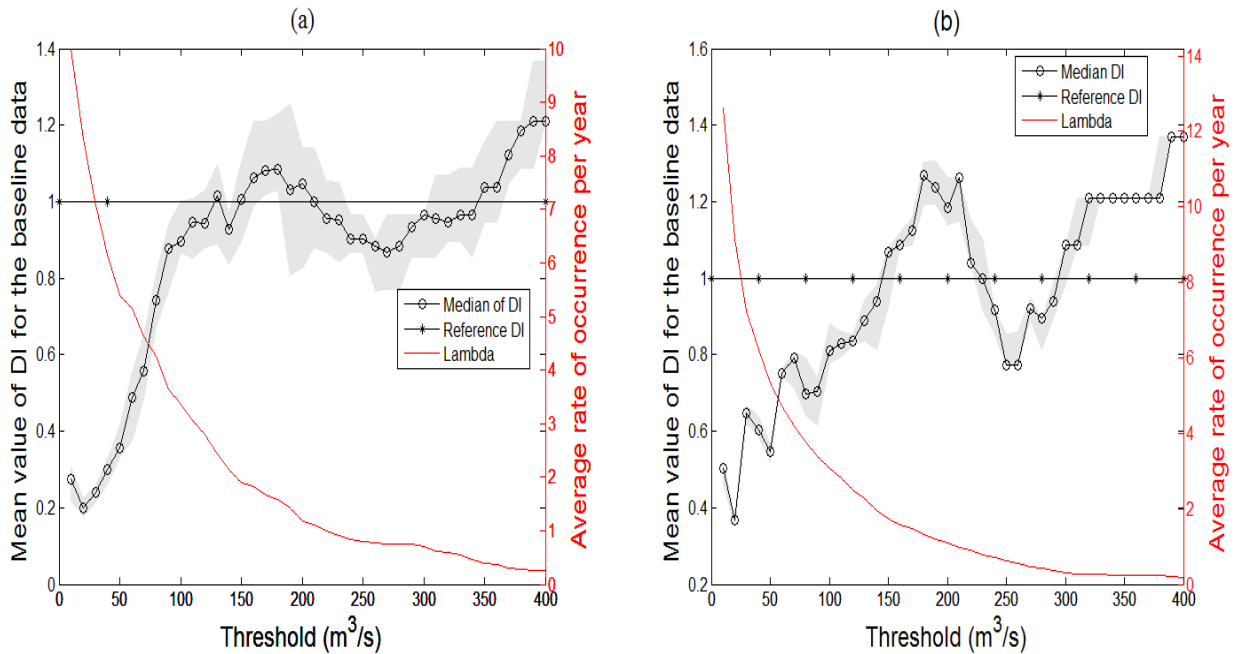 (a)
Mean value of DI for the baseline data
1.4
1.2
1
0.8
0.6
0.4
0.2
0
10
9
8
7
6
5
4
3
2
1
0
Average rate of occurrence per year
Median of DI
Reference DI
Lambda
0 50 100 150 200 250 300 350 400
Threshold (m³/s)
(b)
Mean value of DI for the baseline data
1.6
1.4
1.2
1
0.8
0.6
0.4
0.2
14
12
10
8
6
4
2
0
Average rate of occurrence per year
Median DI
Reference DI
Lambda
0 50 100 150 200 250 300 350 400
Threshold (m³/s)